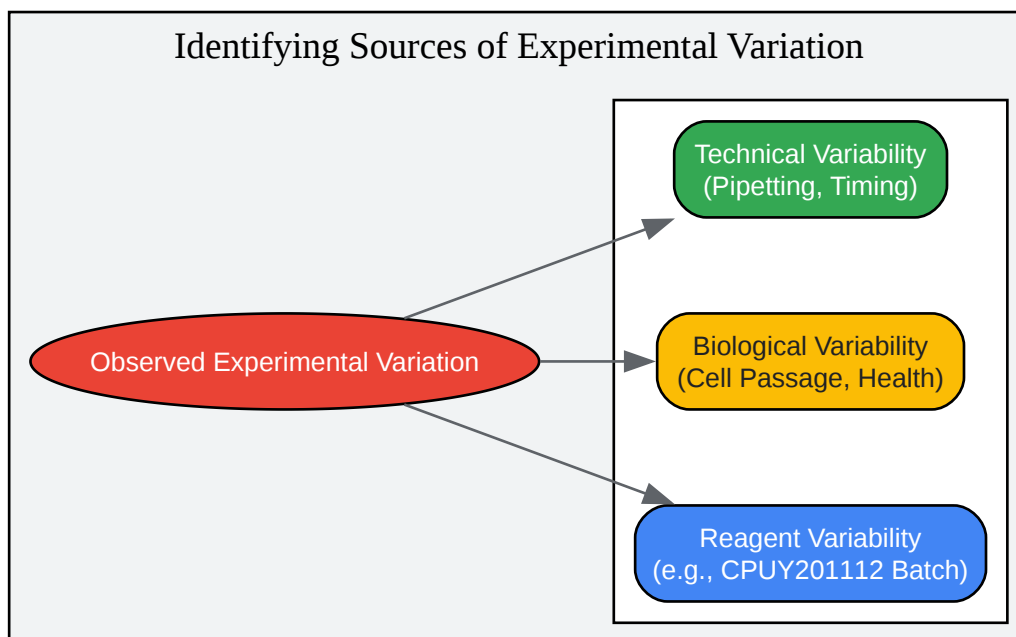 Identifying Sources of Experimental Variation
Technical Variability
(Pipetting, Timing)
Observed Experimental Variation
Biological Variability
(Cell Passage, Health)
Reagent Variability
(e.g., CPUY201112 Batch)